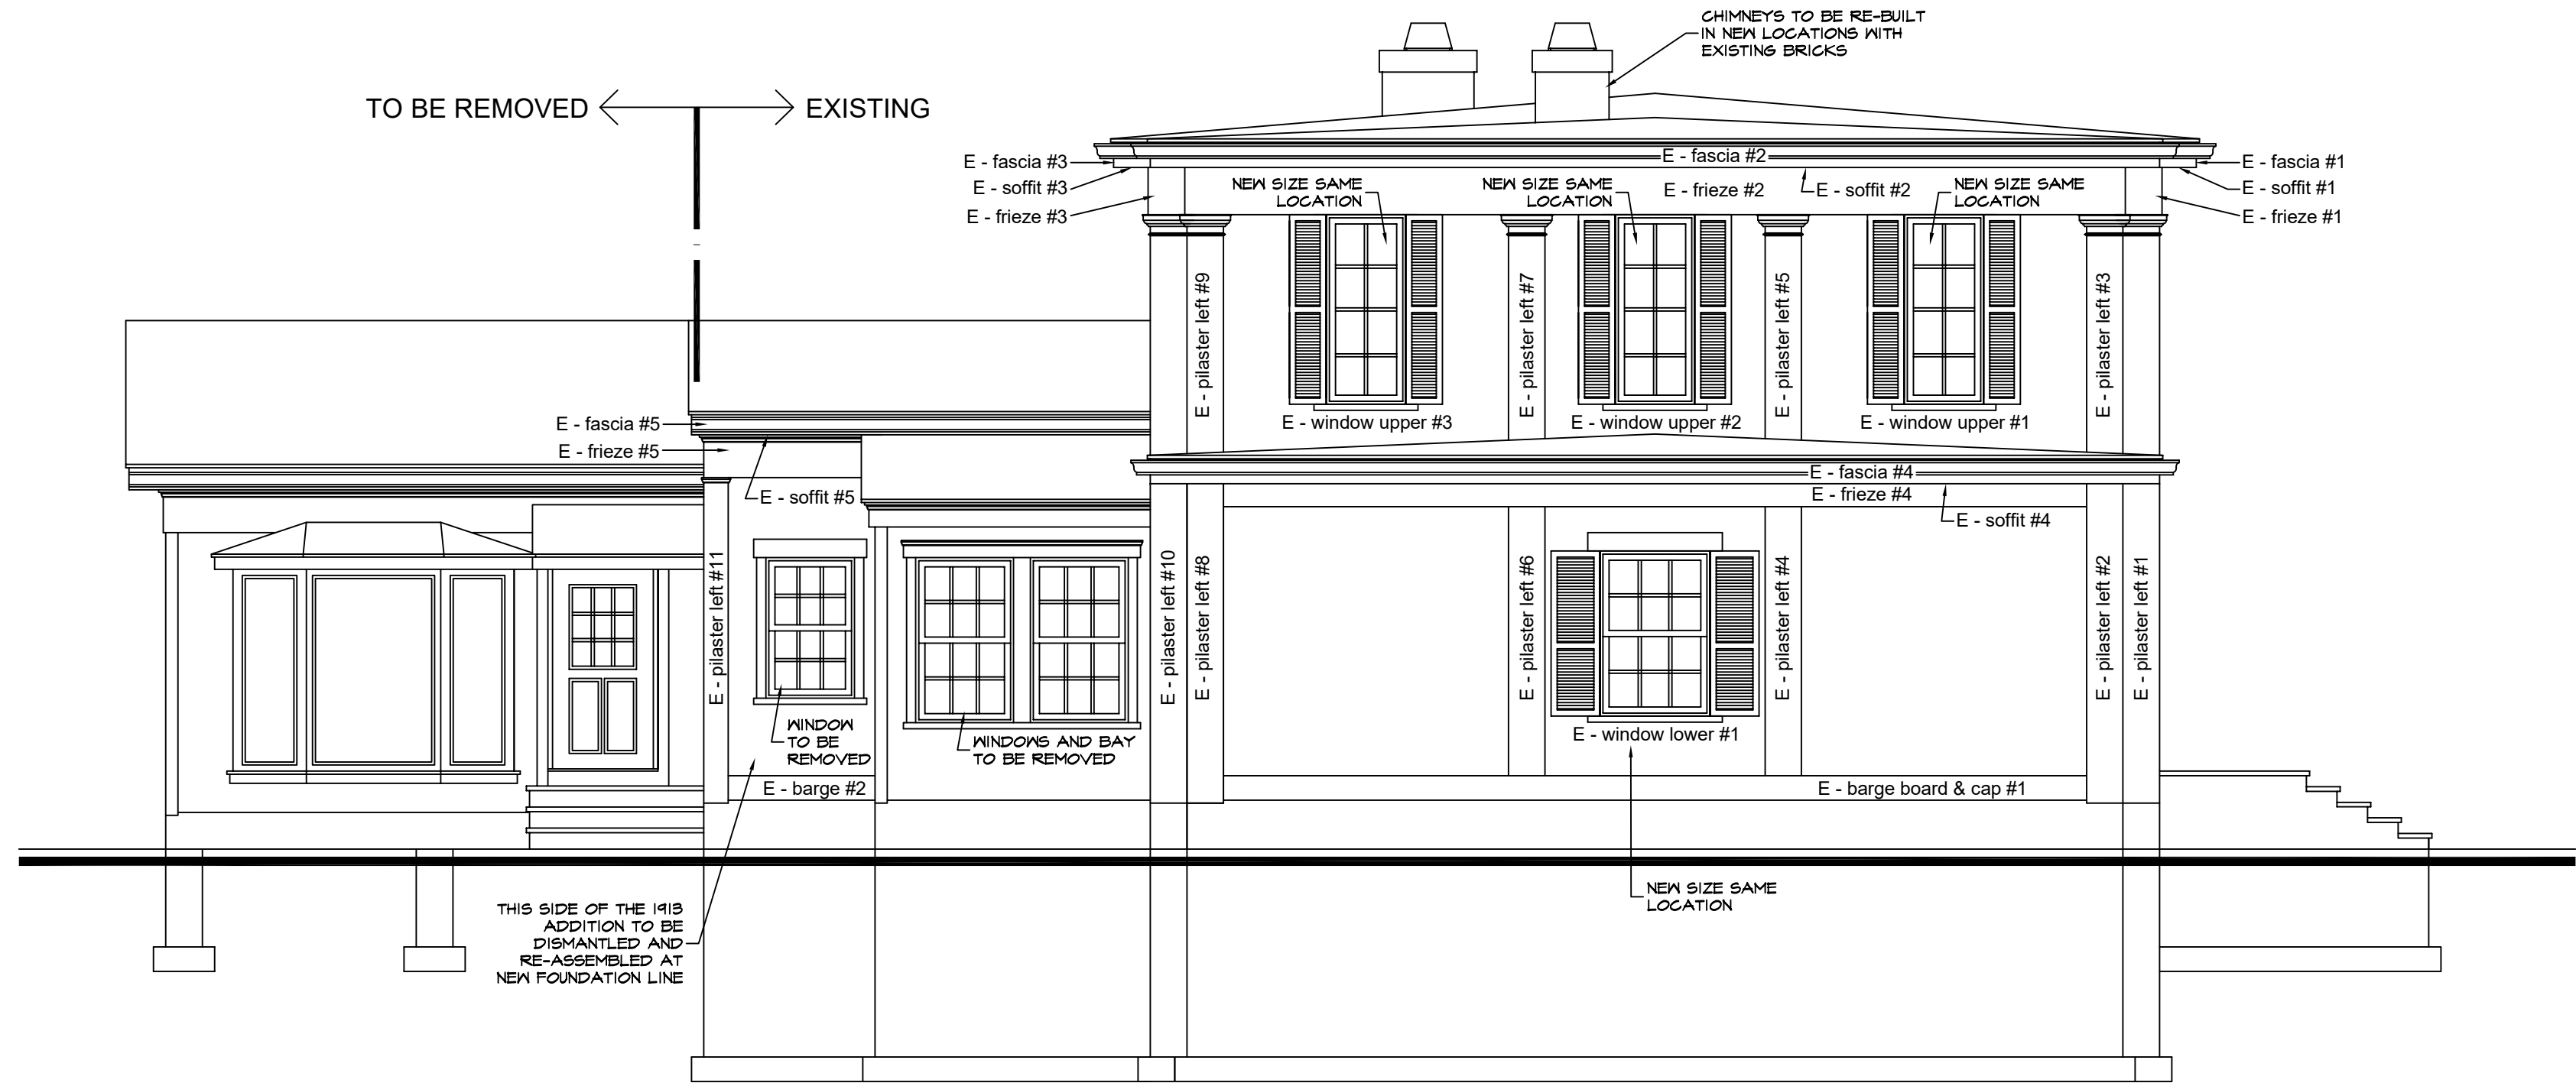 CHIMNEYS TO BE RE-BUILT
IN NEW LOCATIONS WITH
EXISTING BRICKS
TO BE REMOVED
EXISTING
E - fascia #3
E - soffit #3
E - frieze #3
E - fascia #2
E - fascia #1
E - soffit #1
E - frieze #1
NEW SIZE SAME
LOCATION
NEW SIZE SAME
LOCATION
E - frieze #2
E - soffit #2
NEW SIZE SAME
LOCATION
E - pilaster left #9
E - pilaster left #7
E - pilaster left #5
E - pilaster left #3
E - window upper #3
E - window upper #2
E - window upper #1
E - fascia #5
E - frieze #5
E - soffit #5
E - fascia #4
E - frieze #4
E - soffit #4
E - pilaster left #11
E - pilaster left #10
E - pilaster left #8
E - pilaster left #6
E - pilaster left #4
E - pilaster left #2
E - pilaster left #1
WINDOW
TO BE
REMOVED
WINDOWS AND BAY
TO BE REMOVED
E - window lower #1
E - barge #2
E - barge board & cap #1
THIS SIDE OF THE 1913
ADDITION TO BE
DISMANTLED AND
RE-ASSEMBLED AT
NEW FOUNDATION LINE
NEW SIZE SAME
LOCATION